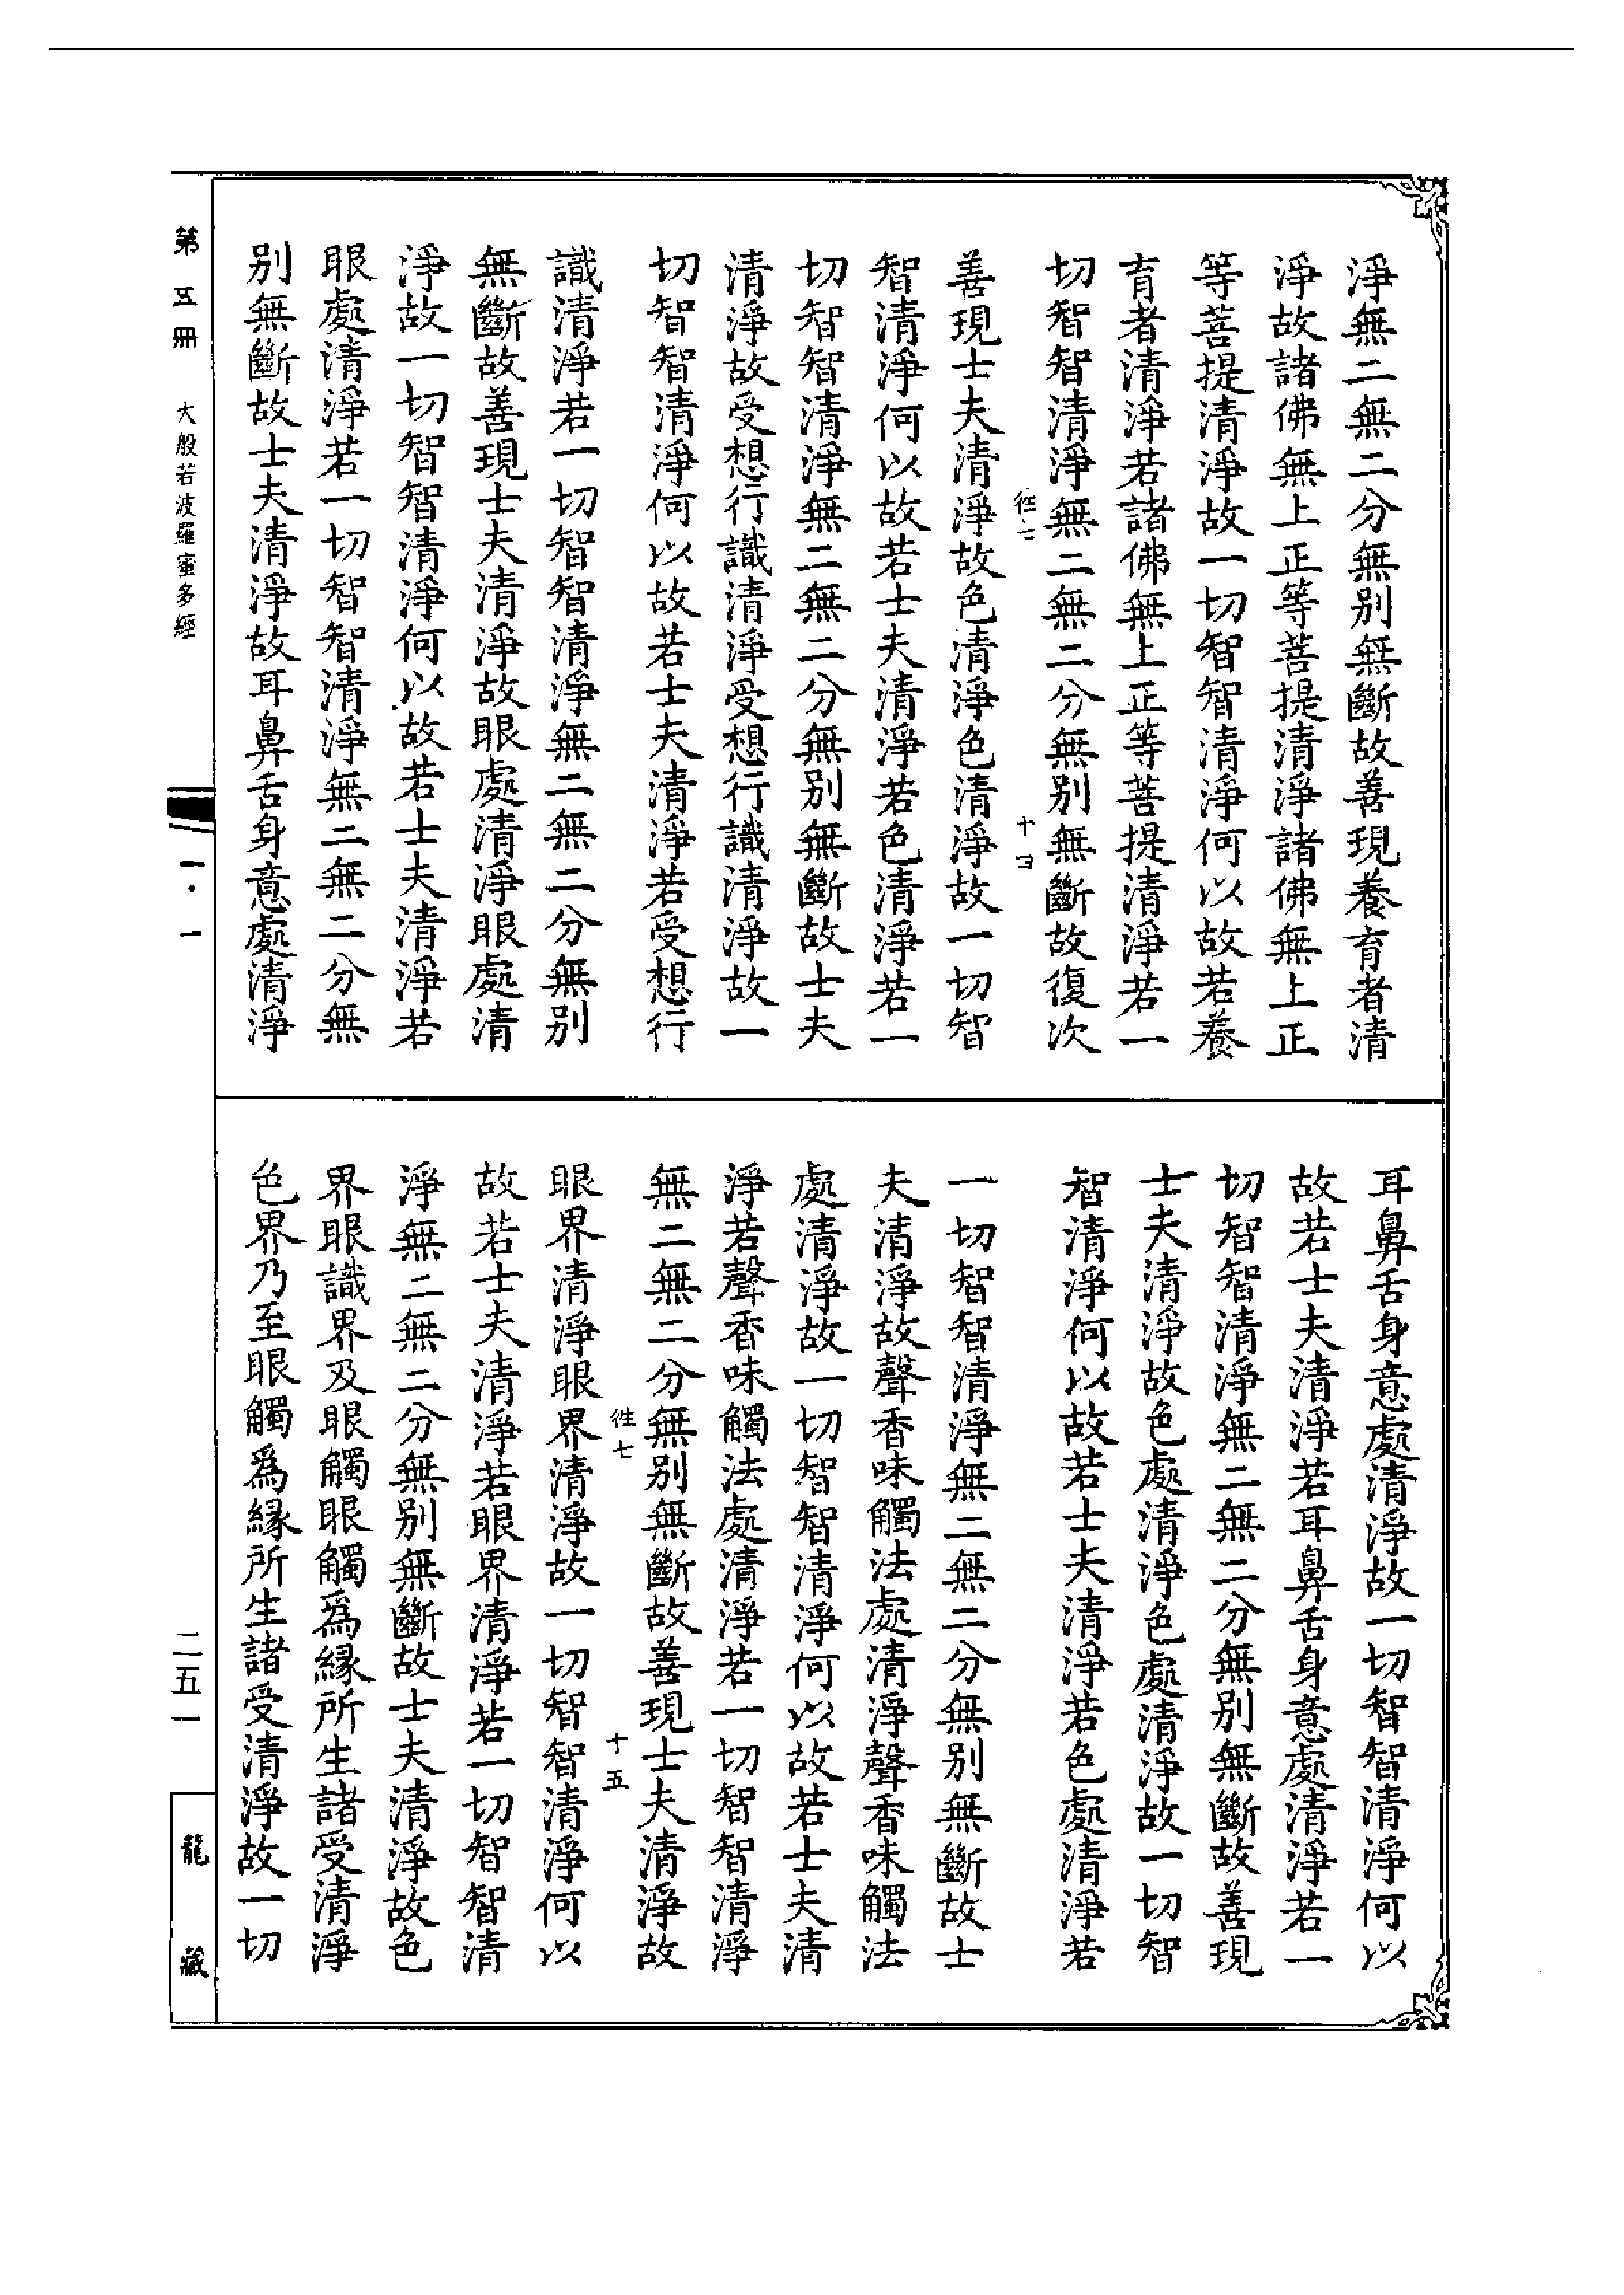 淨無二無二分無別無斷故善現養育者清
淨故諸佛無上正等菩提清淨諸佛無上正
等菩提清淨故一切智智清淨何以故若養
育者清淨若諸佛無上正等菩提清淨若一
切智智清淨無二無二分無別無斷故復次
徃七 十四
善現士夫清淨故色清淨色清淨故一切智
智清淨何以故若士夫清淨若色清淨若一
切智智清淨無二無二分無別無斷故士夫
清淨故受想行識清淨受想行識清淨故一
切智智清淨何以故若士夫清淨若受想行
識清淨若一切智智清淨無二無二分無別
無斷故善現士夫清淨故眼處清淨眼處清
淨故一切智智清淨何以故若士夫清淨若
眼處清淨若一切智智清淨無二無二分無
別無斷故士夫清淨故耳鼻舌身意處清淨
耳鼻舌身意處清淨故一切智智清淨何以
故若士夫清淨若耳鼻舌身意處清淨若一
切智智清淨無二無二分無別無斷故善現
士夫清淨故色處清淨色處清淨故一切智
智清淨何以故若士夫清淨若色處清淨若
一切智智清淨無二無二分無別無斷故士
夫清淨故聲香味觸法處清淨聲香味觸法
處清淨故一切智智清淨何以故若士夫清
淨若聲香味觸法處清淨若一切智智清淨
無二無二分無別無斷故善現士夫清淨故
徃七 十五
眼界清淨眼界清淨故一切智智清淨何以
故若士夫清淨若眼界清淨若一切智智清
淨無二無二分無別無斷故士夫清淨故色
界眼識界及眼觸眼觸為緣所生諸受清淨
色界乃至眼觸為緣所生諸受清淨故一切
第五冊 大般若波羅蜜多經
一·一
二五一
龍藏